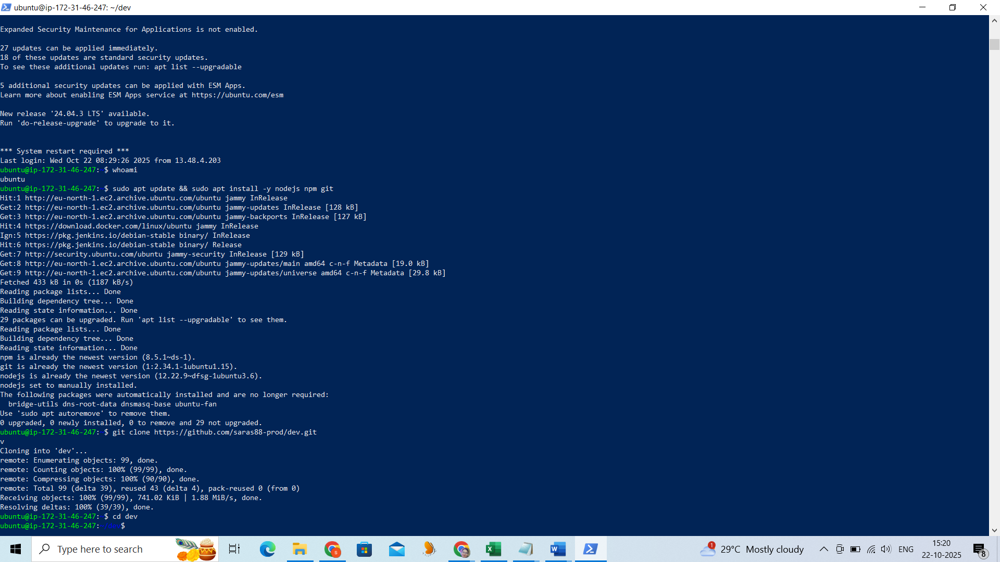 ubuntu@ip-172-31-46-247: ~/dev
Expanded Security Maintenance for Applications is not enabled.
27 updates can be applied immediately.
18 of these updates are standard security updates.
To see these additional updates run: apt list --upgradable
5 additional security updates can be applied with ESM Apps.
Learn more about enabling ESM Apps service at https://ubuntu.com/esm
New release '24.04.3 LTS' available.
Run 'do-release-upgrade' to upgrade to it.
*** System restart required ***
Last login: Wed Oct 22 08:29:26 2025 from 13.48.4.203
ubuntu@ip-172-31-46-247: $ whoami
ubuntu
ubuntu@ip-172-31-46-247: $ sudo apt update && sudo apt install -y nodejs npm git
Hit:1 http://eu-north-1.ec2.archive.ubuntu.com/ubuntu jammy InRelease
Get:2 http://eu-north-1.ec2.archive.ubuntu.com/ubuntu jammy-updates InRelease [128 kB]
Get:3 http://eu-north-1.ec2.archive.ubuntu.com/ubuntu jammy-backports InRelease [127 kB]
Hit:4 https://download.docker.com/linux/ubuntu jammy InRelease
Ign:5 https://pkg.jenkins.io/debian-stable binary/ InRelease
Hit:6 https://pkg.jenkins.io/debian-stable binary/ Release
Get:7 http://security.ubuntu.com/ubuntu jammy-security InRelease [129 kB]
Get:8 http://eu-north-1.ec2.archive.ubuntu.com/ubuntu jammy-updates/main amd64 c-n-f Metadata [19.0 kB]
Get:9 http://eu-north-1.ec2.archive.ubuntu.com/ubuntu jammy-updates/universe amd64 c-n-f Metadata [29.8 kB]
Fetched 433 kB in 0s (1187 kB/s)
Reading package lists... Done
Building dependency tree... Done
Reading state information... Done
29 packages can be upgraded. Run 'apt list --upgradable' to see them.
Reading package lists... Done
Building dependency tree... Done
Reading state information... Done
npm is already the newest version (8.5.1~ds-1).
git is already the newest version (1:2.34.1-1ubuntu1.15).
nodejs is already the newest version (12.22.9~dfsg-1ubuntu3.6).
nodejs set to manually installed.
The following packages were automatically installed and are no longer required:
bridge-utils dns-root-data dnsmasq-base ubuntu-fan
Use 'sudo apt autoremove' to remove them.
0 upgraded, 0 newly installed, 0 to remove and 29 not upgraded.
ubuntu@ip-172-31-46-247: $ git clone https://github.com/saras88-prod/dev.git
v
Cloning into 'dev'...
remote: Enumerating objects: 99, done.
remote: Counting objects: 100% (99/99), done.
remote: Compressing objects: 100% (90/90), done.
remote: Total 99 (delta 39), reused 43 (delta 4), pack-reused 0 (from 0)
Receiving objects: 100% (99/99), 741.02 KiB | 1.88 MiB/s, done.
Resolving deltas: 100% (39/39), done.
ubuntu@ip-172-31-46-247: $ cd dev
ubuntu@ip-172-31-46-247:~/dev$
Type here to search
1
29°C Mostly cloudy
ENG
15:20
22-10-2025
8